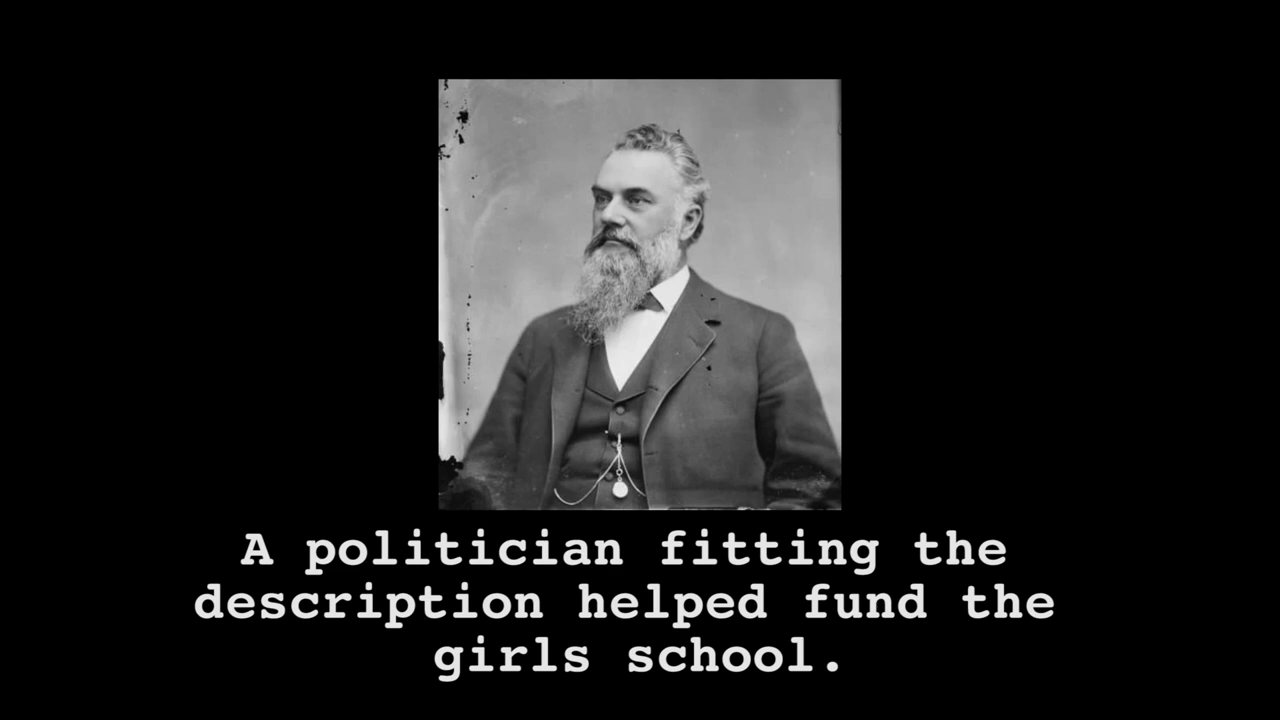 A politician fitting the
description helped fund the
girls school.